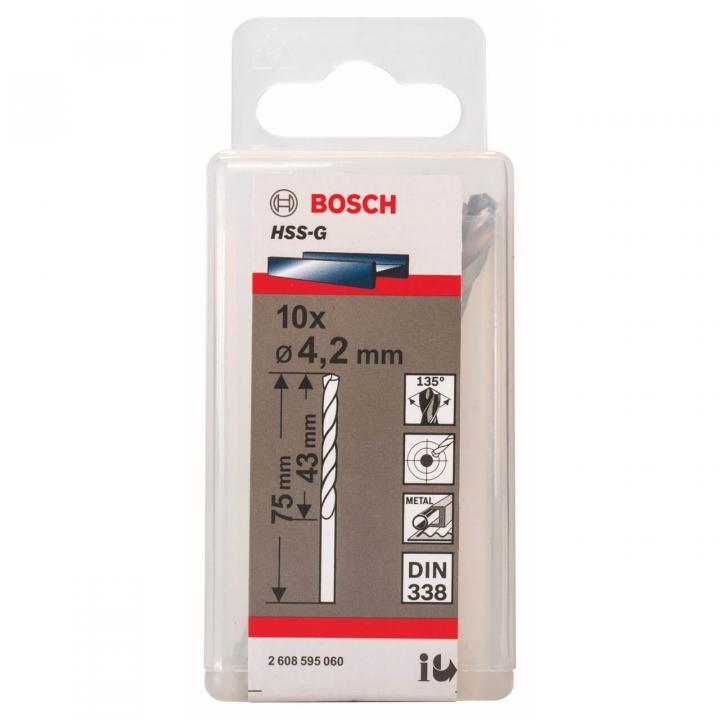 BOSCH
HSS-G
10x
ø 4,2 mm
135°
75 mm
43 mm
METAL
DIN
338
2 608 595 060